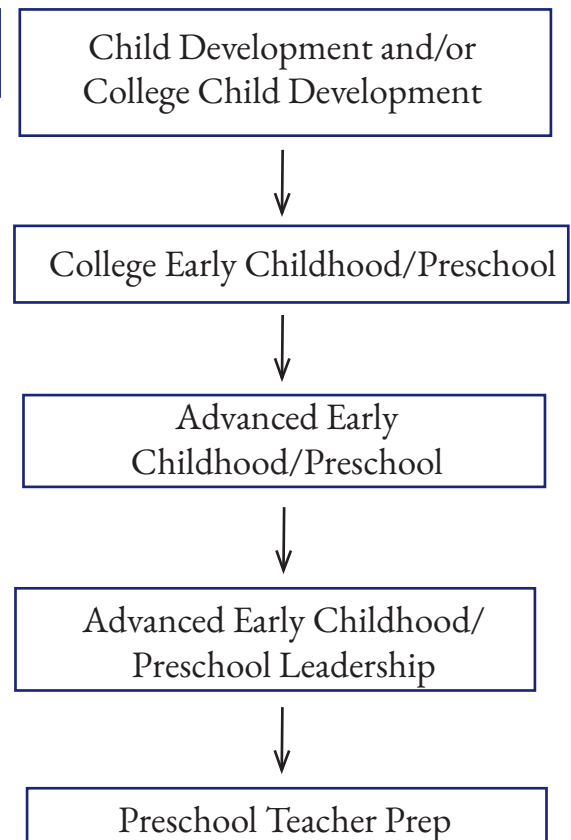 Child Development and/or
College Child Development
College Early Childhood/Preschool
Advanced Early
Childhood/Preschool
Advanced Early Childhood/
Preschool Leadership
Preschool Teacher Prep